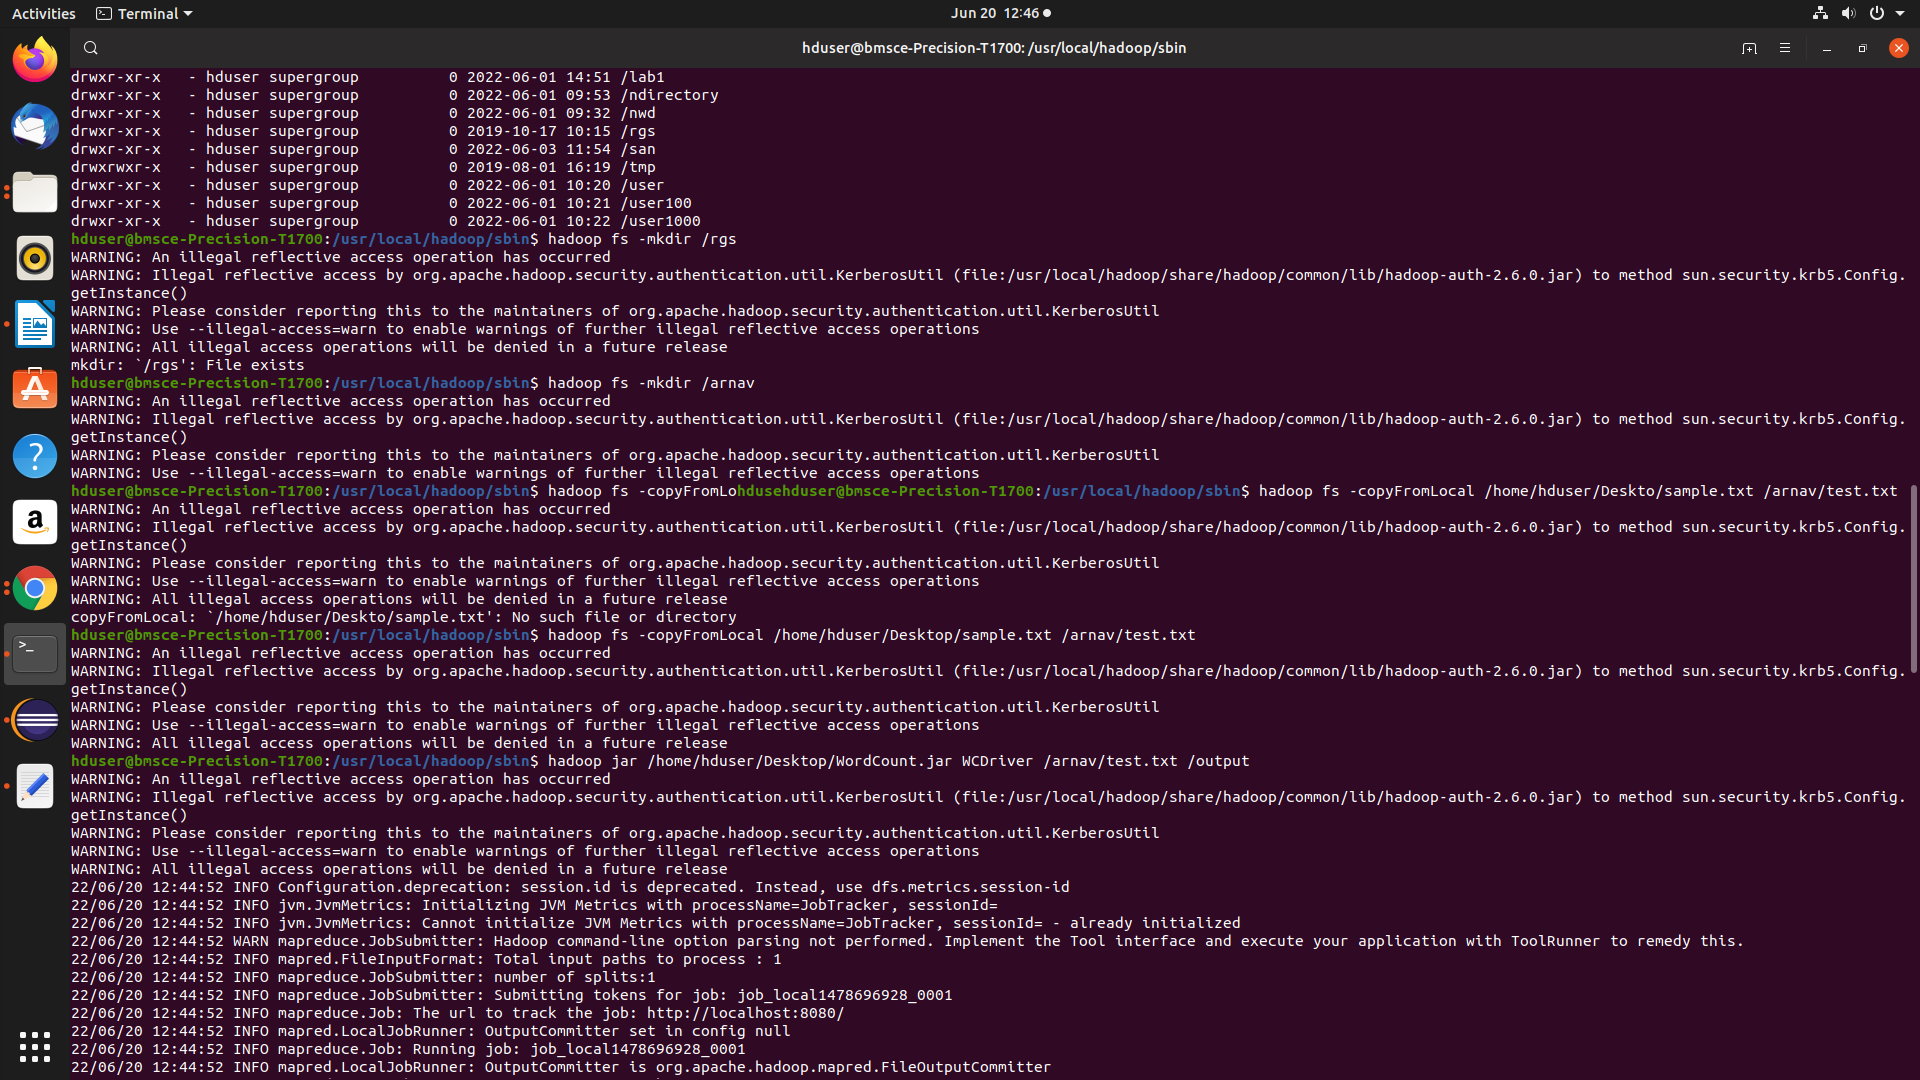 Activities Terminal Jun 20 12:46
hduser@bmsce-Precision-T1700: /usr/local/hadoop/sbin
drwxr-xr-x   - hduser supergroup          0 2022-06-01 14:51 /lab1
drwxr-xr-x   - hduser supergroup          0 2022-06-01 09:53 /ndirectory
drwxr-xr-x   - hduser supergroup          0 2022-06-01 09:32 /nwd
drwxr-xr-x   - hduser supergroup          0 2019-10-17 10:15 /rgs
drwxr-xr-x   - hduser supergroup          0 2022-06-03 11:54 /san
drwxrwxr-x   - hduser supergroup          0 2019-08-01 16:19 /tmp
drwxr-xr-x   - hduser supergroup          0 2022-06-01 10:20 /user
drwxr-xr-x   - hduser supergroup          0 2022-06-01 10:21 /user100
drwxr-xr-x   - hduser supergroup          0 2022-06-01 10:22 /user1000
hduser@bmsce-Precision-T1700:/usr/local/hadoop/sbin$ hadoop fs -mkdir /rgs
WARNING: An illegal reflective access operation has occurred
WARNING: Illegal reflective access by org.apache.hadoop.security.authentication.util.KerberosUtil (file:/usr/local/hadoop/share/hadoop/common/lib/hadoop-auth-2.6.0.jar) to method sun.security.krb5.Config.
getInstance()
WARNING: Please consider reporting this to the maintainers of org.apache.hadoop.security.authentication.util.KerberosUtil
WARNING: Use --illegal-access=warn to enable warnings of further illegal reflective access operations
WARNING: All illegal access operations will be denied in a future release
mkdir: `/rgs': File exists
hduser@bmsce-Precision-T1700:/usr/local/hadoop/sbin$ hadoop fs -mkdir /arnav
WARNING: An illegal reflective access operation has occurred
WARNING: Illegal reflective access by org.apache.hadoop.security.authentication.util.KerberosUtil (file:/usr/local/hadoop/share/hadoop/common/lib/hadoop-auth-2.6.0.jar) to method sun.security.krb5.Config.
getInstance()
WARNING: Please consider reporting this to the maintainers of org.apache.hadoop.security.authentication.util.KerberosUtil
WARNING: Use --illegal-access=warn to enable warnings of further illegal reflective access operations
hduser@bmsce-Precision-T1700:/usr/local/hadoop/sbin$ hadoop fs -copyFromLohdusehduser@bmsce-Precision-T1700:/usr/local/hadoop/sbin$ hadoop fs -copyFromLocal /home/hduser/Deskto/sample.txt /arnav/test.txt
WARNING: An illegal reflective access operation has occurred
WARNING: Illegal reflective access by org.apache.hadoop.security.authentication.util.KerberosUtil (file:/usr/local/hadoop/share/hadoop/common/lib/hadoop-auth-2.6.0.jar) to method sun.security.krb5.Config.
getInstance()
WARNING: Please consider reporting this to the maintainers of org.apache.hadoop.security.authentication.util.KerberosUtil
WARNING: Use --illegal-access=warn to enable warnings of further illegal reflective access operations
WARNING: All illegal access operations will be denied in a future release
copyFromLocal: `/home/hduser/Deskto/sample.txt': No such file or directory
hduser@bmsce-Precision-T1700:/usr/local/hadoop/sbin$ hadoop fs -copyFromLocal /home/hduser/Desktop/sample.txt /arnav/test.txt
WARNING: An illegal reflective access operation has occurred
WARNING: Illegal reflective access by org.apache.hadoop.security.authentication.util.KerberosUtil (file:/usr/local/hadoop/share/hadoop/common/lib/hadoop-auth-2.6.0.jar) to method sun.security.krb5.Config.
getInstance()
WARNING: Please consider reporting this to the maintainers of org.apache.hadoop.security.authentication.util.KerberosUtil
WARNING: Use --illegal-access=warn to enable warnings of further illegal reflective access operations
WARNING: All illegal access operations will be denied in a future release
hduser@bmsce-Precision-T1700:/usr/local/hadoop/sbin$ hadoop jar /home/hduser/Desktop/WordCount.jar WCDriver /arnav/test.txt /output
WARNING: An illegal reflective access operation has occurred
WARNING: Illegal reflective access by org.apache.hadoop.security.authentication.util.KerberosUtil (file:/usr/local/hadoop/share/hadoop/common/lib/hadoop-auth-2.6.0.jar) to method sun.security.krb5.Config.
getInstance()
WARNING: Please consider reporting this to the maintainers of org.apache.hadoop.security.authentication.util.KerberosUtil
WARNING: Use --illegal-access=warn to enable warnings of further illegal reflective access operations
WARNING: All illegal access operations will be denied in a future release
22/06/20 12:44:52 INFO Configuration.deprecation: session.id is deprecated. Instead, use dfs.metrics.session-id
22/06/20 12:44:52 INFO jvm.JvmMetrics: Initializing JVM Metrics with processName=JobTracker, sessionId=
22/06/20 12:44:52 INFO jvm.JvmMetrics: Cannot initialize JVM Metrics with processName=JobTracker, sessionId= - already initialized
22/06/20 12:44:52 WARN mapreduce.JobSubmitter: Hadoop command-line option parsing not performed. Implement the Tool interface and execute your application with ToolRunner to remedy this.
22/06/20 12:44:52 INFO mapred.FileInputFormat: Total input paths to process : 1
22/06/20 12:44:52 INFO mapreduce.JobSubmitter: number of splits:1
22/06/20 12:44:52 INFO mapreduce.JobSubmitter: Submitting tokens for job: job_local1478696928_0001
22/06/20 12:44:52 INFO mapreduce.Job: The url to track the job: http://localhost:8080/
22/06/20 12:44:52 INFO mapred.LocalJobRunner: OutputCommitter set in config null
22/06/20 12:44:52 INFO mapreduce.Job: Running job: job_local1478696928_0001
22/06/20 12:44:52 INFO mapred.LocalJobRunner: OutputCommitter is org.apache.hadoop.mapred.FileOutputCommitter